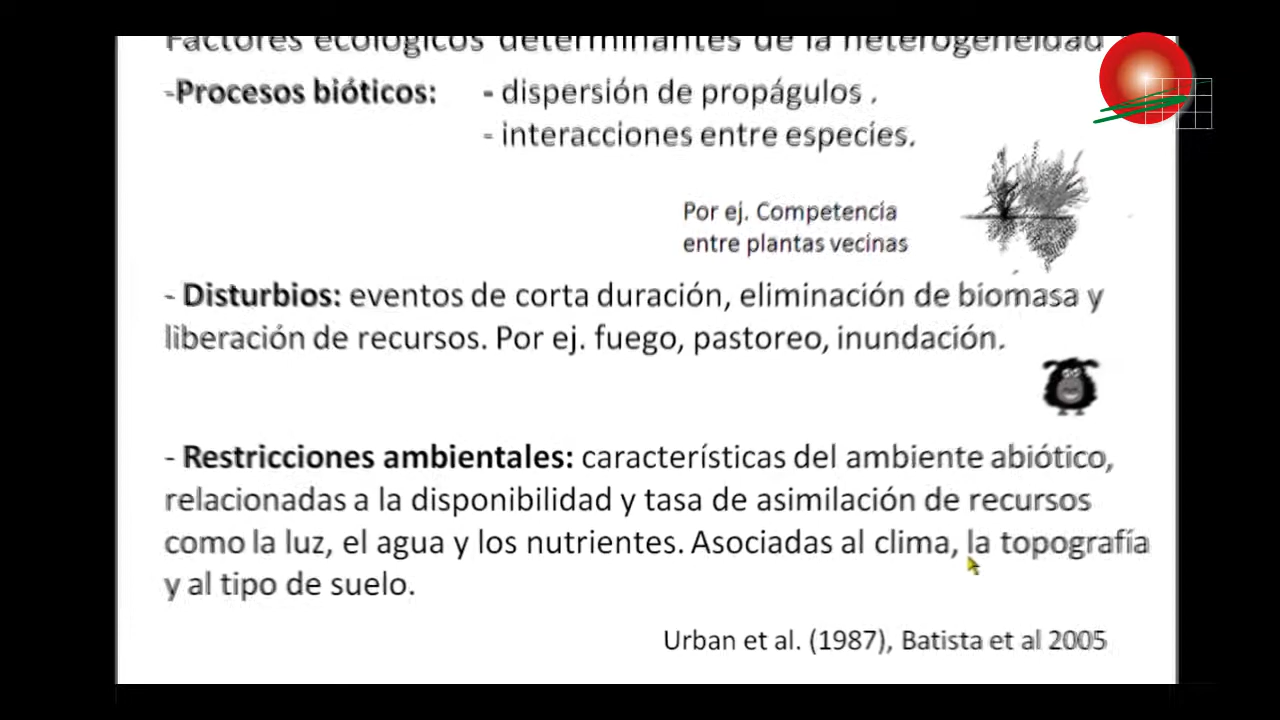 Factores ecológicos determinantes de la heterogeneidad
-Procesos bióticos: - dispersión de propágulos .
- interacciones entre especies.
Por ej. Competencia
entre plantas vecinas
- Disturbios: eventos de corta duración, eliminación de biomasa y
liberación de recursos. Por ej. fuego, pastoreo, inundación.
- Restricciones ambientales: características del ambiente abiótico,
relacionadas a la disponibilidad y tasa de asimilación de recursos
como la luz, el agua y los nutrientes. Asociadas al clima, la topografía
y al tipo de suelo.
Urban et al. (1987), Batista et al 2005